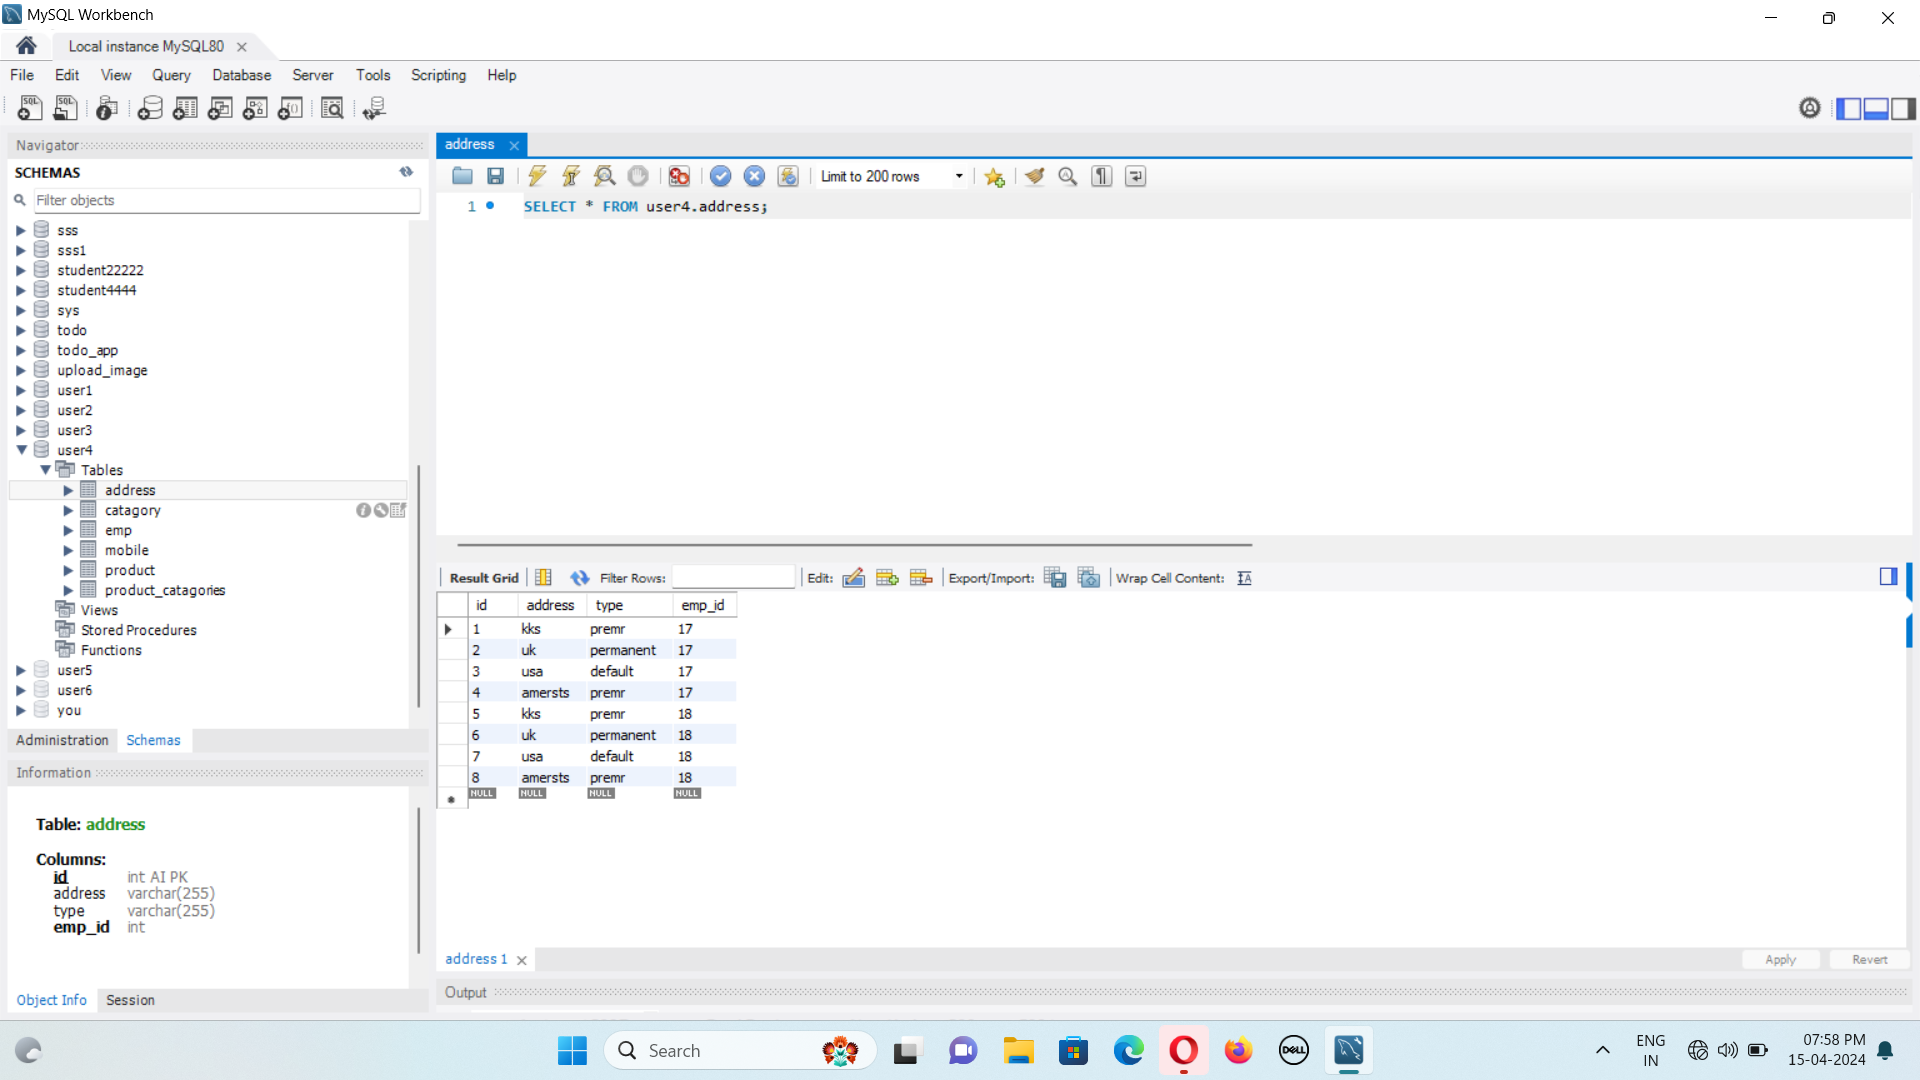 MySQL Workbench
Local instance MySQL80
File Edit View Query Database Server Tools Scripting Help
Navigator
SCHEMAS
Filter objects
sss
sss1
student22222
student4444
sys
todo
todo_app
upload_image
user1
user2
user3
user4
Tables
address
catagory
emp
mobile
product
product_catagories
Views
Stored Procedures
Functions
user5
user6
you
Administration Schemas
Information
Table: address
Columns:
id int AI PK
address varchar(255)
type varchar(255)
emp_id int
Object Info Session
address
Limit to 200 rows
1 SELECT * FROM user4.address;
Result Grid Filter Rows: Edit: Export/Import: Wrap Cell Content:
id address type emp_id
1 kks premr 17
2 uk permanent 17
3 usa default 17
4 amersts premr 17
5 kks premr 18
6 uk permanent 18
7 usa default 18
8 amersts premr 18
NULL NULL NULL NULL
address 1
Apply Revert
Output
Search
DELL
ENG
IN
07:58 PM
15-04-2024